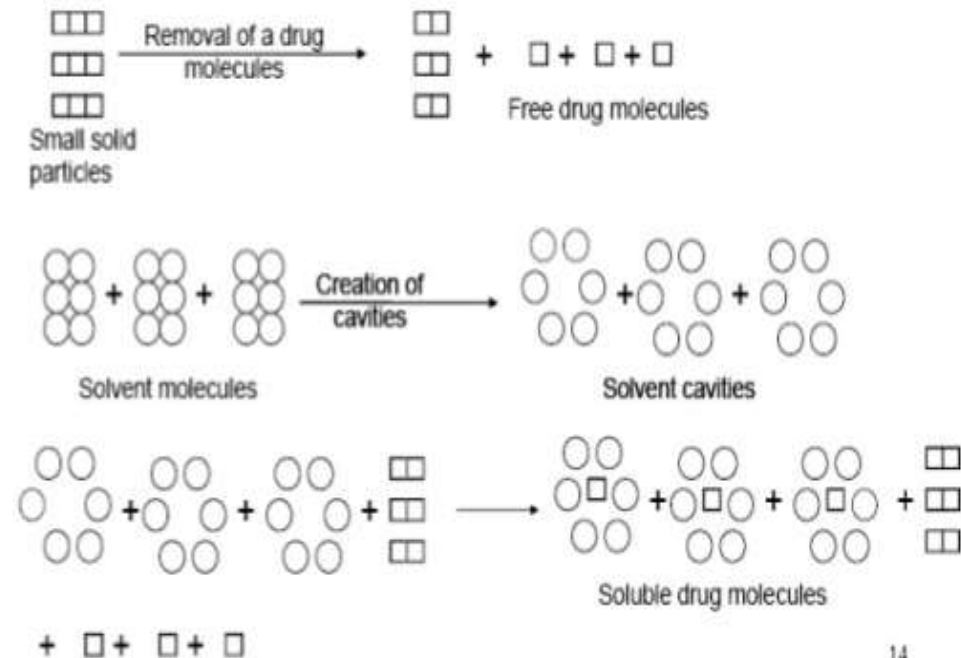 Removal of a drug
molecules
+ + +
Free drug molecules
Small solid
particles
+ +
Creation of
cavities
+ +
Solvent molecules
Solvent cavities
+ + +
+ + +
Soluble drug molecules
+ + +
14